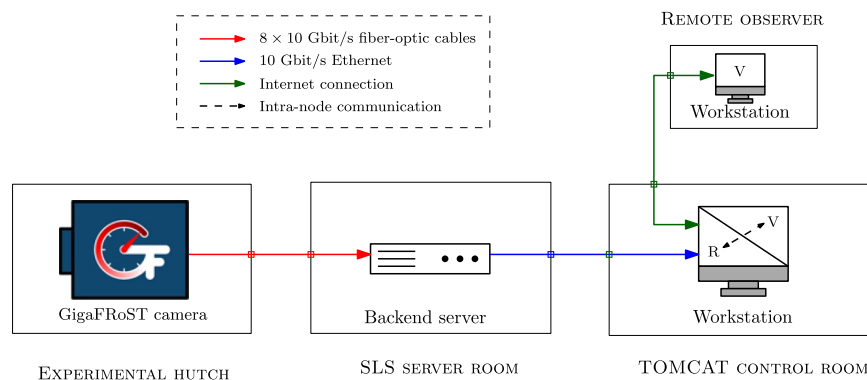 REMOTE OBSERVER
8 × 10 Gbit/s fiber-optic cables
10 Gbit/s Ethernet
Internet connection
Intra-node communication
V
Workstation
V
R
GF
GigaFRoST camera
Backend server
Workstation
EXPERIMENTAL HUTCH
SLS SERVER ROOM
TOMCAT CONTROL ROOM